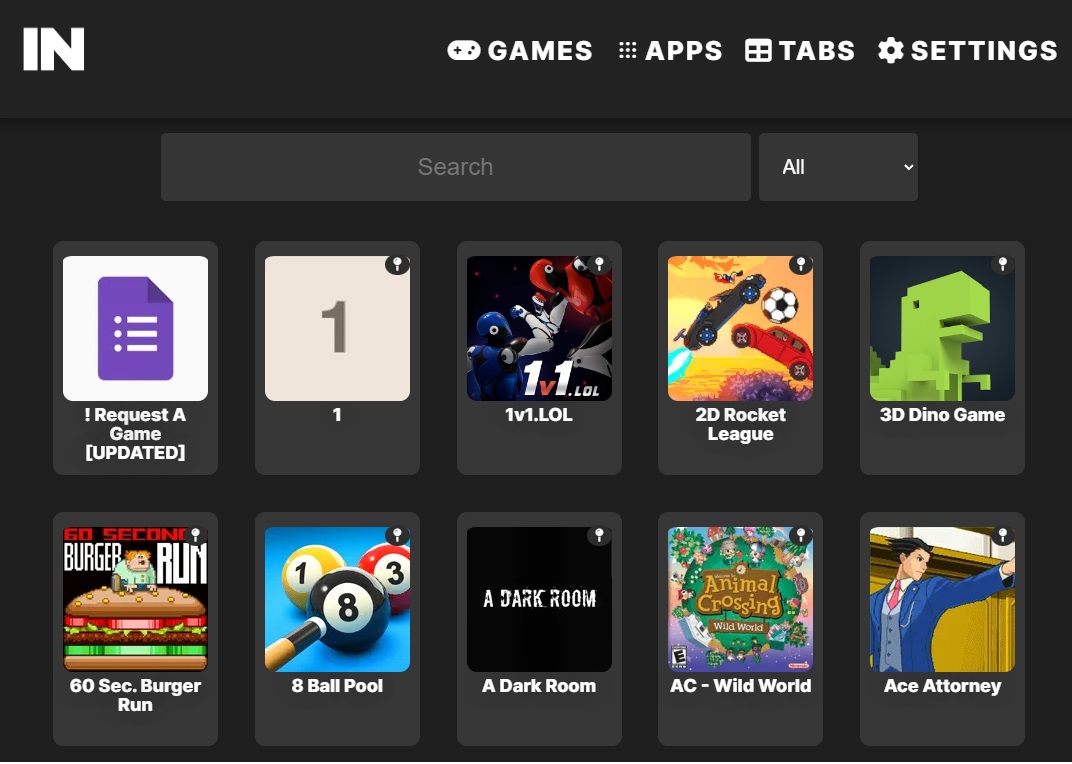 IN
GAMES
APPS
TABS
SETTINGS
Search
All
1
1v1.LOL
! Request A
Game
[UPDATED]
1
1v1.LOL
2D Rocket
League
3D Dino Game
60 SECOND
BURGER RUN
1
3
8
A DARK ROOM
Animal
Crossing
Wild World
E
Nintendo
60 Sec. Burger
Run
8 Ball Pool
A Dark Room
AC - Wild World
Ace Attorney